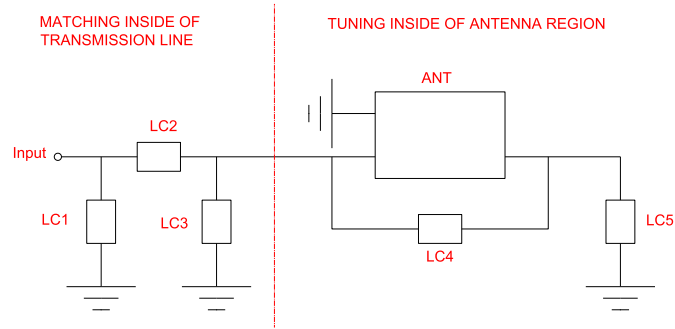 MATCHING INSIDE OF
TRANSMISSION LINE
TUNING INSIDE OF ANTENNA REGION
ANT
LC2
Input
LC1
LC3
LC4
LC5